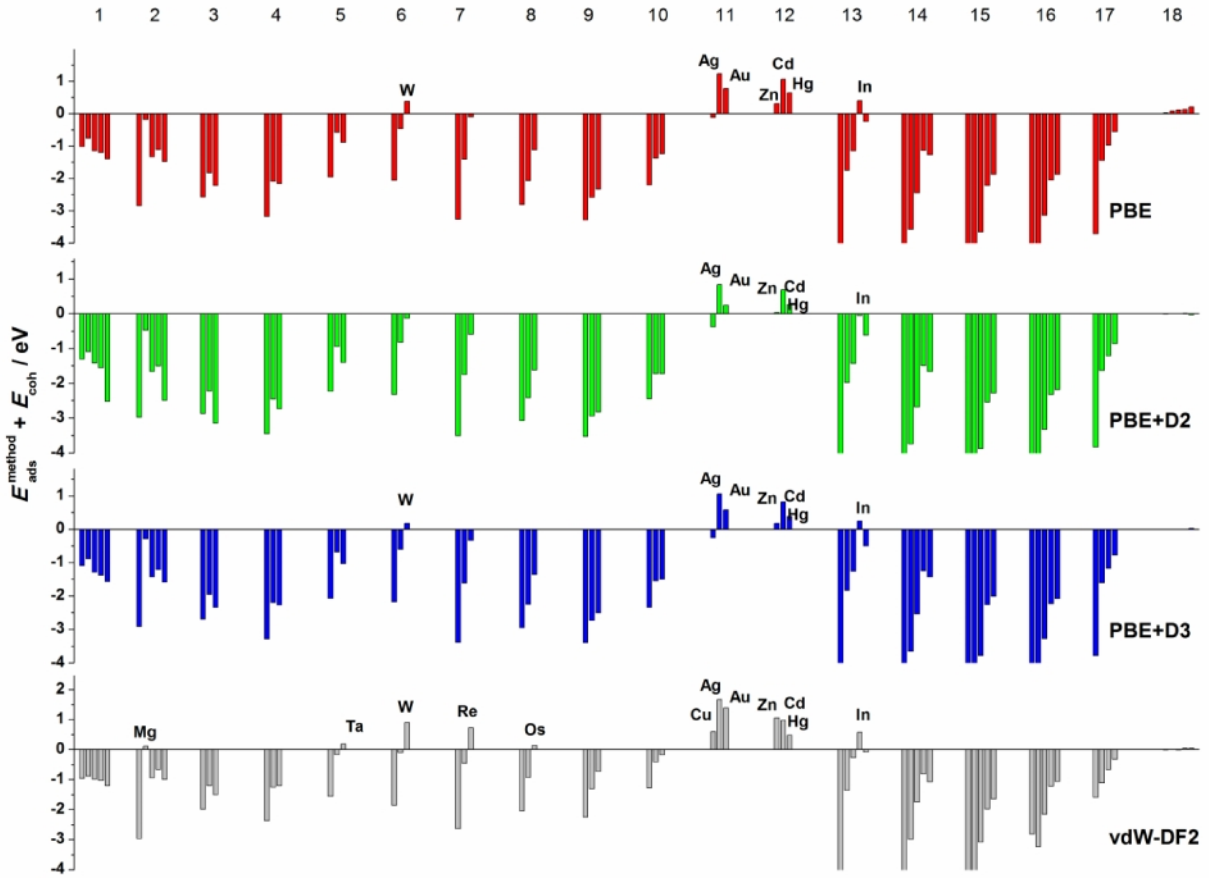 1 2 3 4 5 6 7 8 9 10 11 12 13 14 15 16 17 18
E_ads^method + E_coh / eV
1
0
-1
-2
-3
-4
W
Ag
Au
Zn
Cd
Hg
In
PBE
1
0
-1
-2
-3
-4
Ag
Au
Zn
Cd
Hg
In
PBE+D2
1
0
-1
-2
-3
-4
W
Ag
Au
Zn
Cd
Hg
In
PBE+D3
2
1
0
-1
-2
-3
-4
Mg
Ta
W
Re
Os
Cu
Ag
Au
Zn
Cd
Hg
In
vdW-DF2